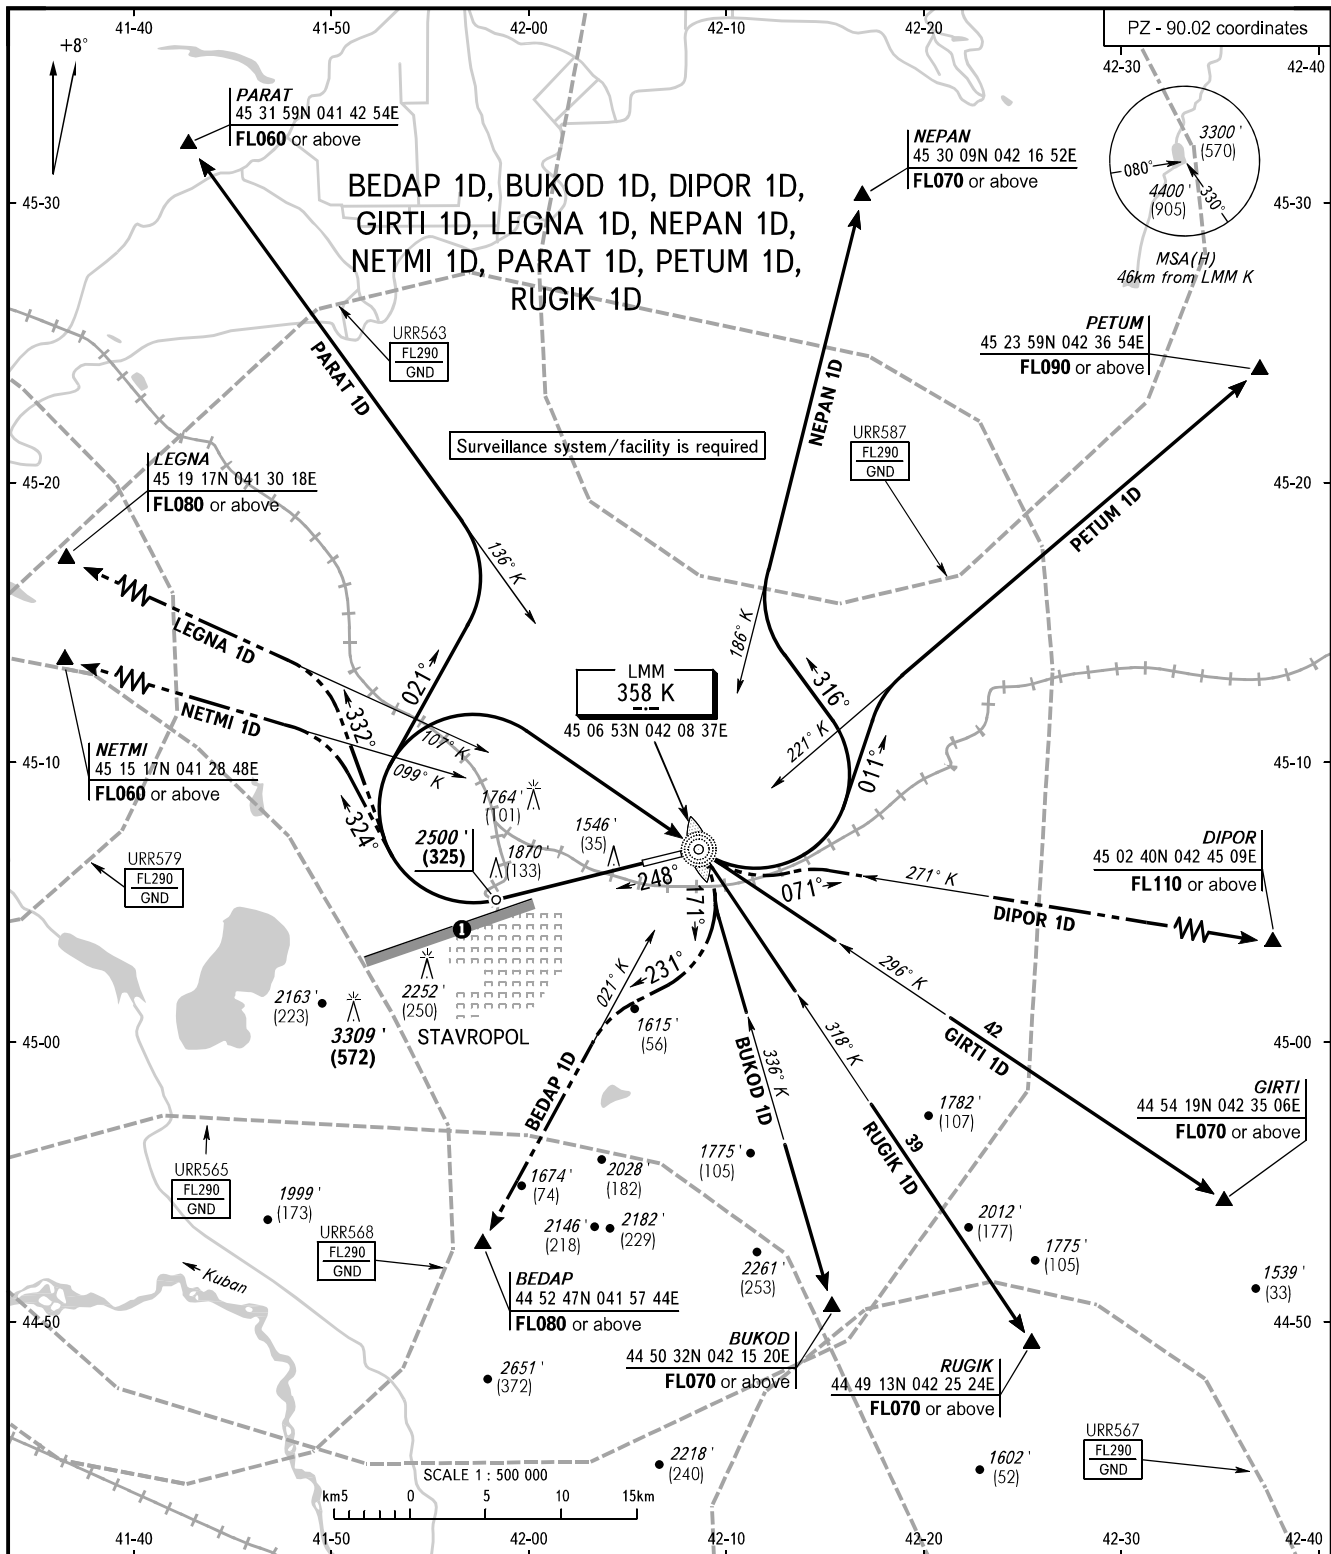 41-40
41-50
42-00
42-10
42-20
PZ - 90.02 coordinates
42-30
42-40
+8°
PARAT
45 31 59N 041 42 54E
FL060 or above
NEPAN
45 30 09N 042 16 52E
FL070 or above
3300 '
(570)
080°
4400 '
(905)
330°
MSA(H)
46km from LMM K
45-30
45-30
BEDAP 1D, BUKOD 1D, DIPOR 1D,
GIRTI 1D, LEGNA 1D, NEPAN 1D,
NETMI 1D, PARAT 1D, PETUM 1D,
RUGIK 1D
URR563
FL290
GND
PARAT 1D
PETUM
45 23 59N 042 36 54E
FL090 or above
NEPAN 1D
Surveillance system/facility is required
URR587
FL290
GND
LEGNA
45 19 17N 041 30 18E
FL080 or above
45-20
45-20
PETUM 1D
136° K
LEGNA 1D
186° K
LMM
358 K
45 06 53N 042 08 37E
021°
316°
332°
NETMI 1D
107° K
099° K
221° K
011°
NETMI
45 15 17N 041 28 48E
FL060 or above
45-10
45-10
324°
1764 '
(101)
2500 '
(325)
1870 '
(133)
1546 '
(35)
248°
171°
071°
271° K
DIPOR 1D
DIPOR
45 02 40N 042 45 09E
FL110 or above
URR579
FL290
GND
1
231°
021° K
296° K
2252 '
(250)
2163 '
(223)
3309 '
(572)
STAVROPOL
1615 '
(56)
318° K
42
GIRTI 1D
45-00
45-00
336° K
BEDAP 1D
BUKOD 1D
39
RUGIK 1D
GIRTI
44 54 19N 042 35 06E
FL070 or above
1782 '
(107)
URR565
FL290
GND
1775 '
(105)
2028 '
(182)
1674 '
(74)
1999 '
(173)
2146 '
(218)
2182 '
(229)
2012 '
(177)
URR568
FL290
GND
1775 '
(105)
2261 '
(253)
1539 '
(33)
Kuban
BEDAP
44 52 47N 041 57 44E
FL080 or above
44-50
44-50
BUKOD
44 50 32N 042 15 20E
FL070 or above
RUGIK
44 49 13N 042 25 24E
FL070 or above
2651 '
(372)
URR567
FL290
GND
2218 '
(240)
1602 '
(52)
SCALE 1 : 500 000
km5 0 5 10 15km
41-40
41-50
42-00
42-10
42-20
42-30
42-40